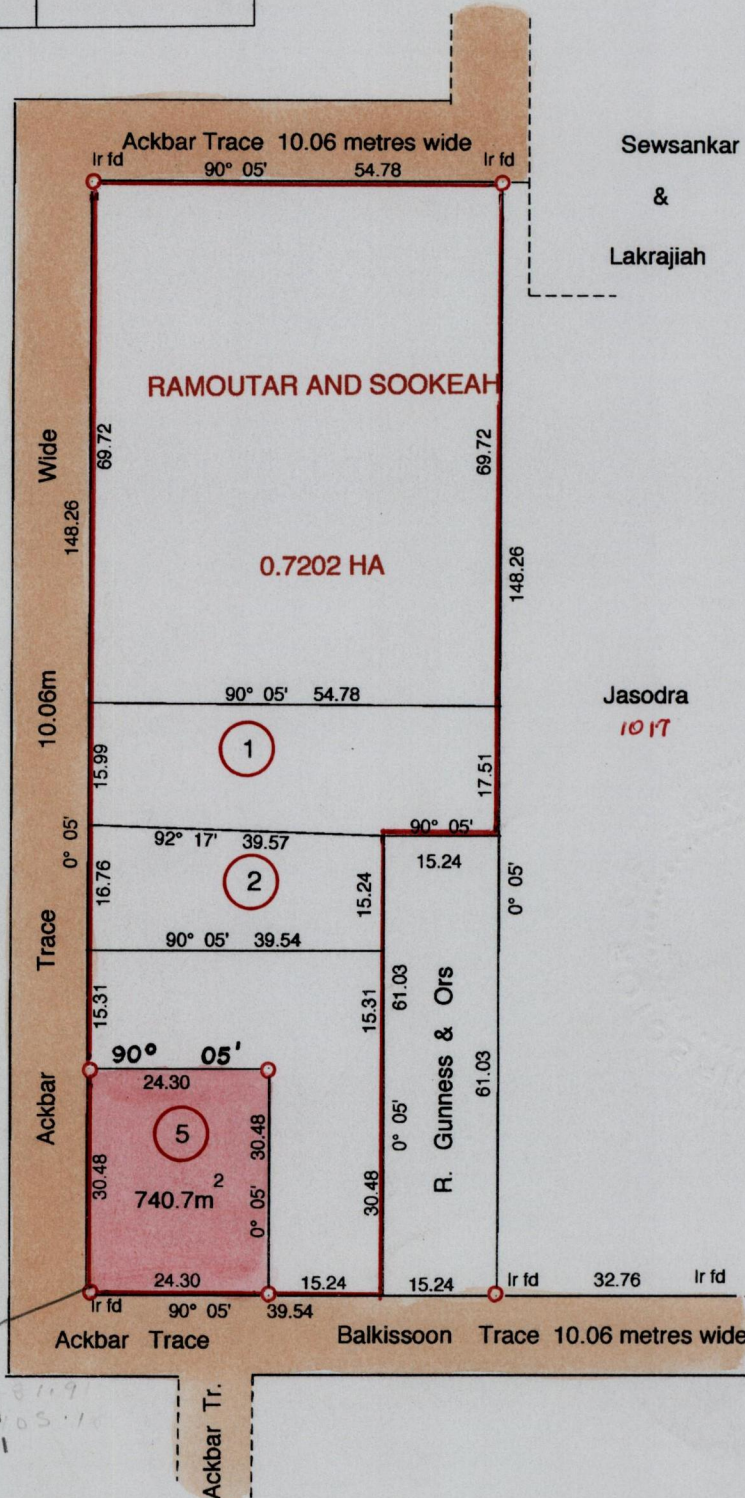 Ackbar Trace 10.06 metres wide
Ir fd
90° 05'
54.78
Ir fd
Sewsankar
&
Lakrajiah
RAMOUTAR AND SOOKEAH
69.72
69.72
Wide
148.26
0.7202 HA
148.26
90° 05' 54.78
Jasodra
1017
10.06m
1
15.99
17.51
90° 05'
15.24
0° 05'
92° 17' 39.57
2
16.76
15.24
0° 05'
90° 05' 39.54
Trace
15.31
15.31
61.03
R. Gunness & Ors
61.03
90° 05'
24.30
Ackbar
5
30.48
0° 05'
740.7m2
30.48
0° 05'
30.48
24.30
15.24
15.24
Ir fd
32.76
Ir fd
Ir fd
90° 05'
39.54
Ackbar Trace
Balkissoon Trace 10.06 metres wide
Ackbar Tr.